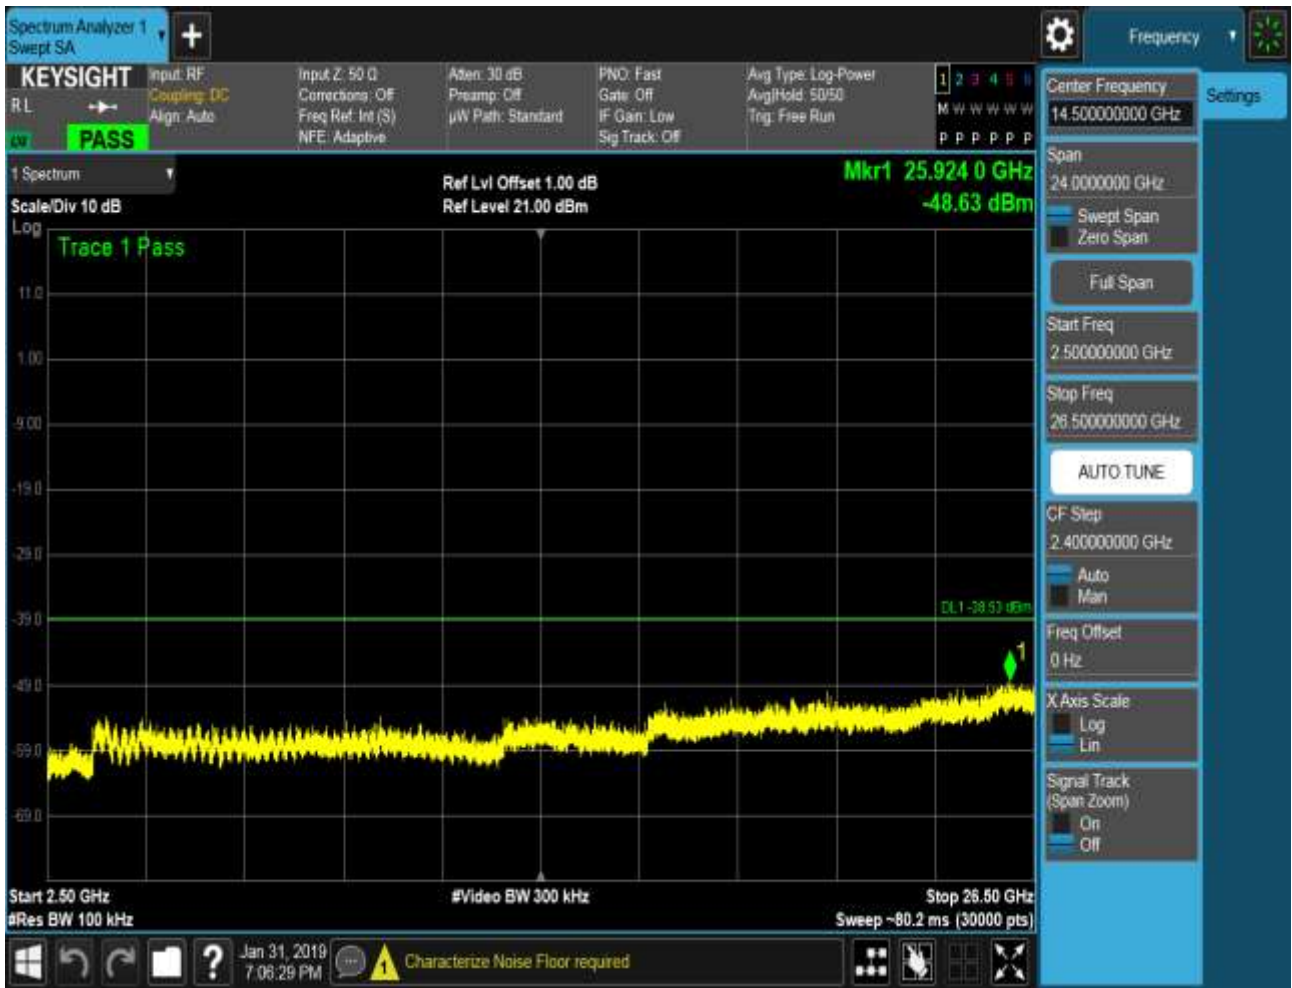 Spectrum Analyzer 1
Swept SA
+
Frequency
KEYSIGHT
R L
LXI
PASS
Input: RF
Coupling: DC
Align: Auto
Input Z: 50 Ω
Corrections: Off
Freq Ref: Int (S)
NFE: Adaptive
Atten: 30 dB
Preamp: Off
µW Path: Standard
PNO: Fast
Gate: Off
IF Gain: Low
Sig Track: Off
Avg Type: Log-Power
Avg|Hold: 50/50
Trig: Free Run
1 2 3 4 5 6
M W W W W W
P P P P P P
1 Spectrum
Scale/Div 10 dB
Log
Ref Lvl Offset 1.00 dB
Ref Level 21.00 dBm
Mkr1 25.924 0 GHz
-48.63 dBm
Trace 1 Pass
11.0
1.00
-9.00
-19.0
-29.0
-39.0
-49.0
-59.0
-69.0
DL1 -38.53 dBm
1
Start 2.50 GHz
#Res BW 100 kHz
#Video BW 300 kHz
Stop 26.50 GHz
Sweep ~80.2 ms (30000 pts)
Center Frequency
14.500000000 GHz
Settings
Span
24.0000000 GHz
Swept Span
Zero Span
Full Span
Start Freq
2.500000000 GHz
Stop Freq
26.500000000 GHz
AUTO TUNE
CF Step
2.400000000 GHz
Auto
Man
Freq Offset
0 Hz
X Axis Scale
Log
Lin
Signal Track
(Span Zoom)
On
Off
?
Jan 31, 2019
7:06:29 PM
1
Characterize Noise Floor required